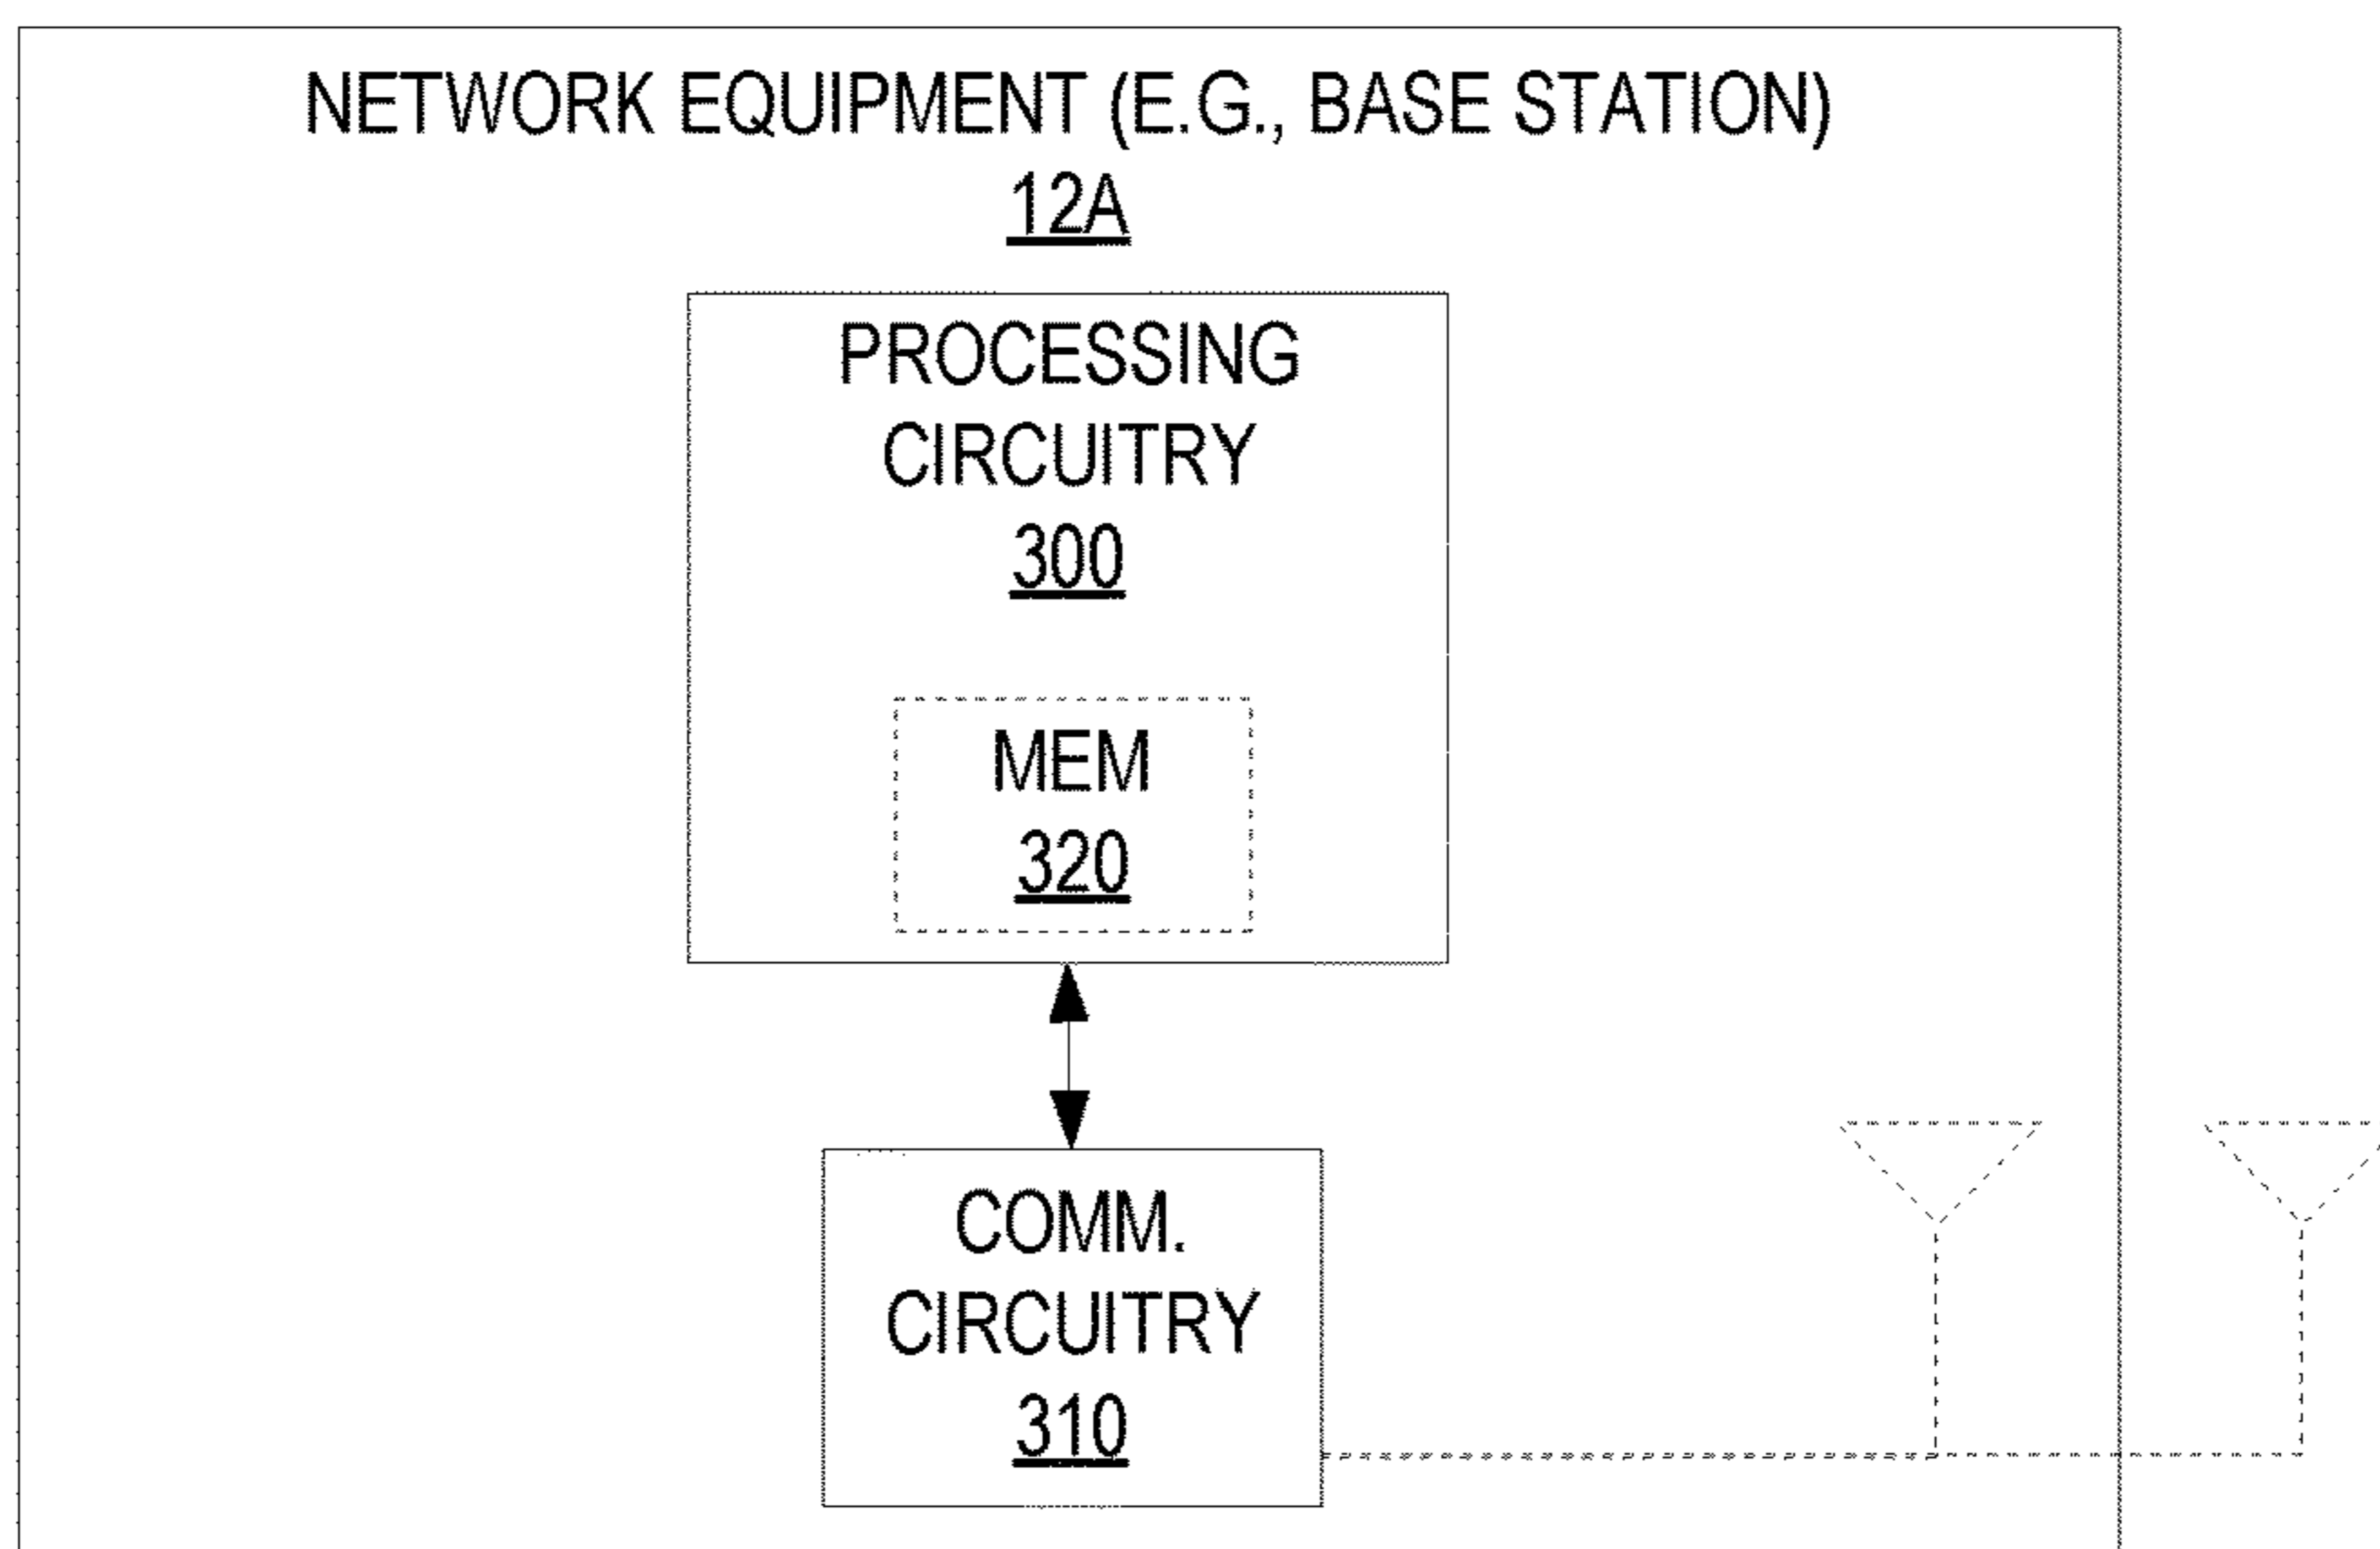 NETWORK EQUIPMENT (E.G., BASE STATION)
12A
PROCESSING
CIRCUITRY
300
MEM
320
COMM.
CIRCUITRY
310